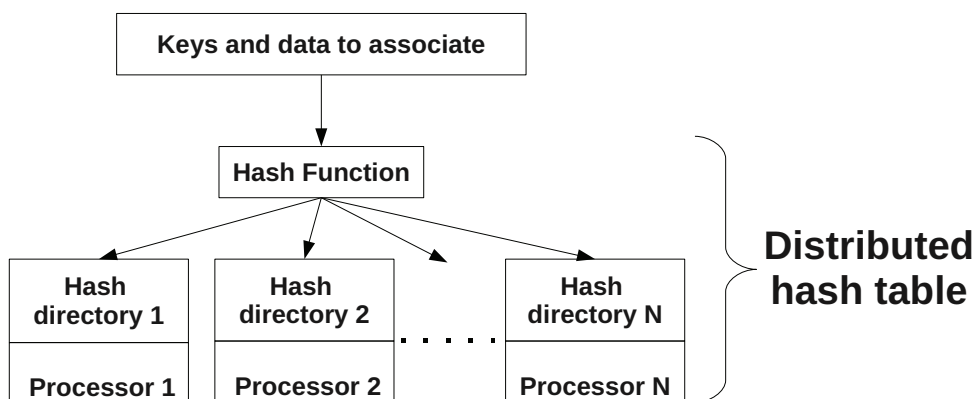 Keys and data to associate
Hash Function
Hash
directory 1
Hash
directory 2
Hash
directory N
Processor 1
Processor 2
Processor N
Distributed
hash table